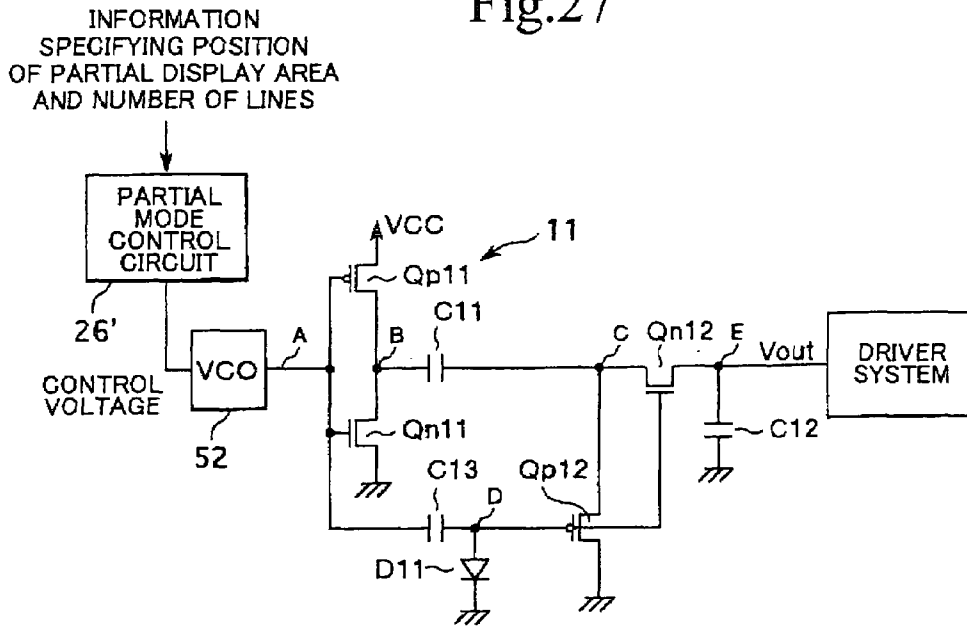 Fig.27
INFORMATION
SPECIFYING POSITION
OF PARTIAL DISPLAY AREA
AND NUMBER OF LINES
PARTIAL
MODE
CONTROL
CIRCUIT
26'
CONTROL
VOLTAGE
VCO
52
A
VCC
11
Qp11
C11
B
Qn11
C13
D
D11
Qp12
C
Qn12
E
Vout
C12
DRIVER
SYSTEM